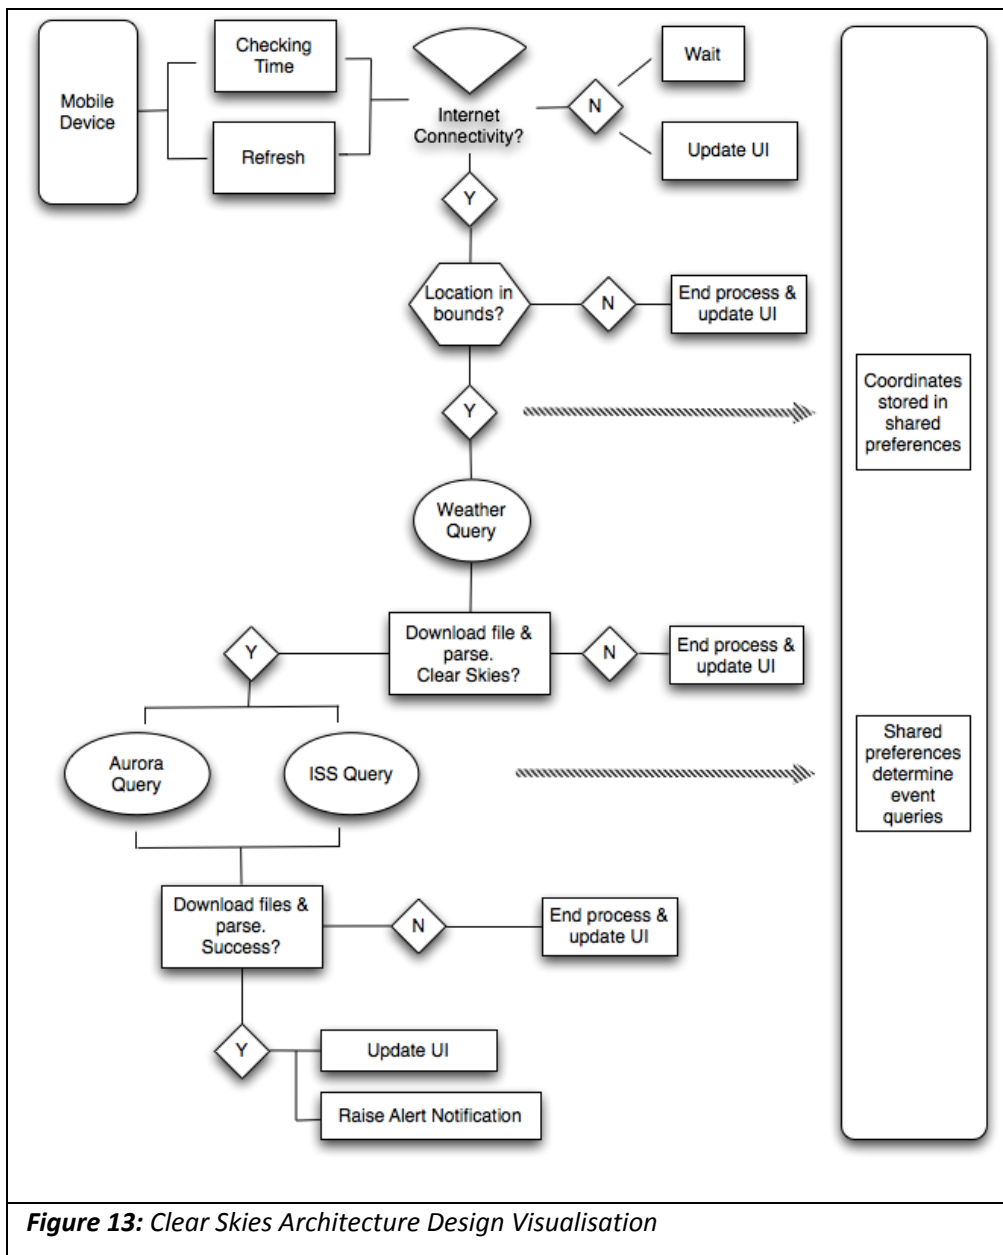 Mobile
Device
Checking
Time
Refresh
Internet
Connectivity?
N
Wait
Update UI
Y
Location in
bounds?
N
End process &
update UI
Y
Coordinates
stored in
shared
preferences
Weather
Query
Download file &
parse.
Clear Skies?
Y
N
End process &
update UI
Aurora
Query
ISS Query
Shared
preferences
determine
event
queries
Download files &
parse.
Success?
N
End process &
update UI
Y
Update UI
Raise Alert Notification
Figure 13: Clear Skies Architecture Design Visualisation